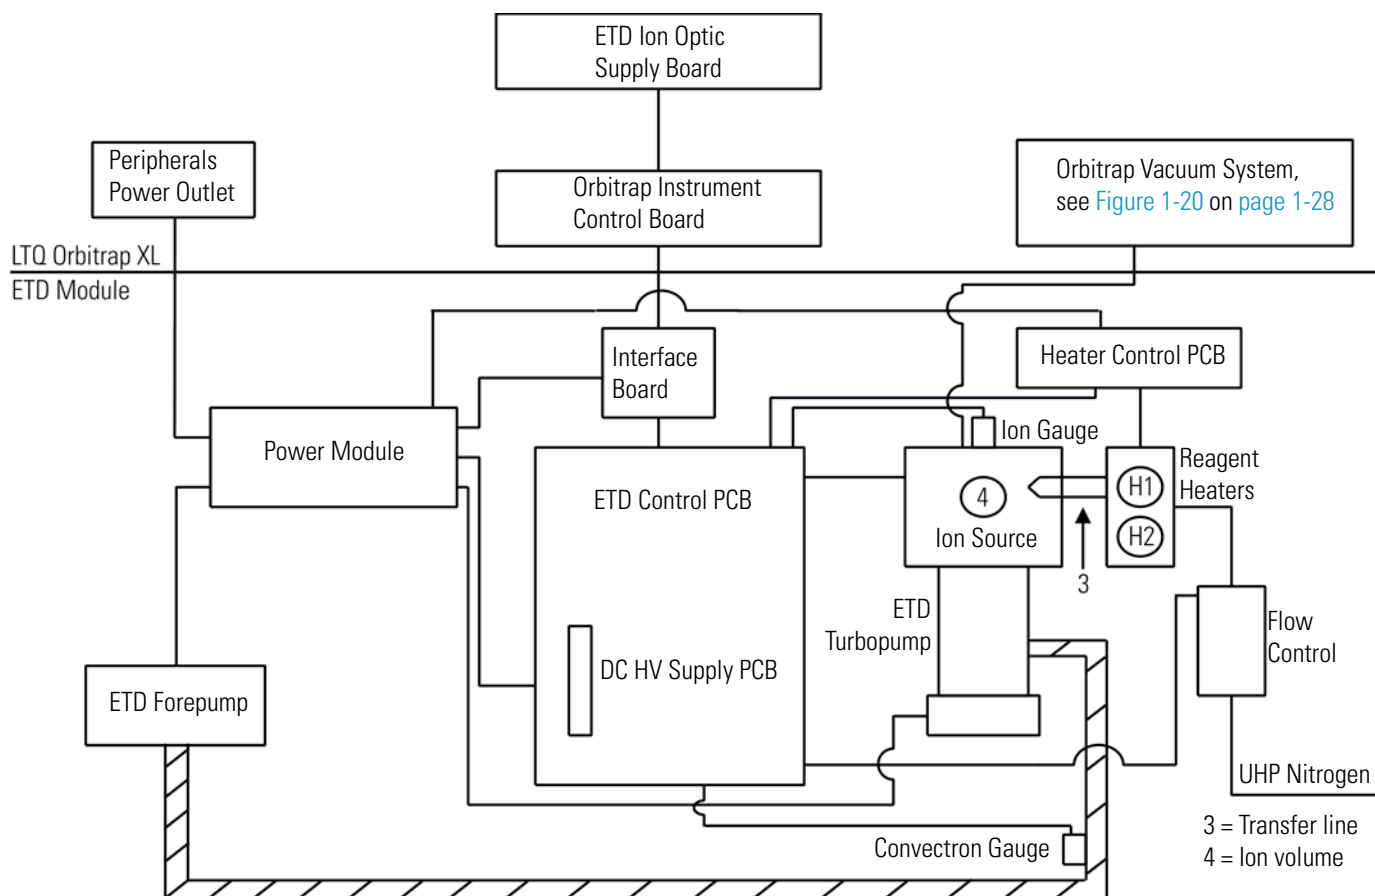 ETD Ion Optic
Supply Board
Peripherals
Power Outlet
Orbitrap Instrument
Control Board
Orbitrap Vacuum System,
see Figure 1-20 on page 1-28
LTQ Orbitrap XL
ETD Module
Interface
Board
Heater Control PCB
Power Module
Ion Gauge
Reagent
Heaters
ETD Control PCB
4
Ion Source
H1
H2
3
ETD
Turbopump
Flow
Control
DC HV Supply PCB
ETD Forepump
UHP Nitrogen
Convectron Gauge
3 = Transfer line
4 = Ion volume